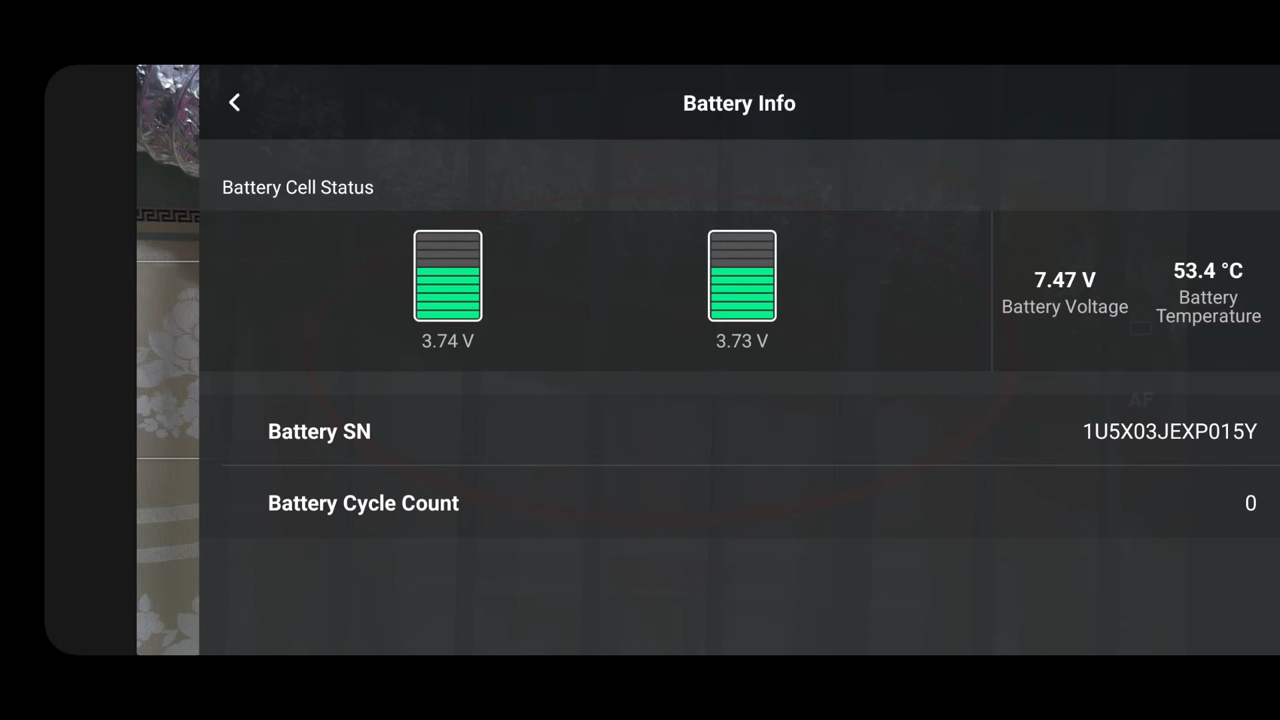 Battery Info
Battery Cell Status
3.74 V
3.73 V
7.47 V
Battery Voltage
53.4 °C
Battery
Temperature
AF
Battery SN
1U5X03JEXP015Y
Battery Cycle Count
0